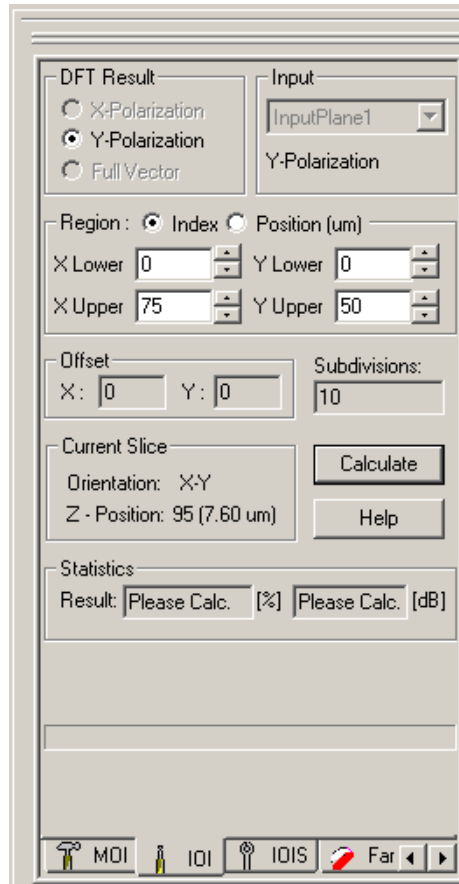 DFT Result
X-Polarization
Y-Polarization
Full Vector
Input
InputPlane1
Y-Polarization
Region : Index Position (um)
X Lower 0 Y Lower 0
X Upper 75 Y Upper 50
Offset
X : 0 Y : 0
Subdivisions:
10
Current Slice
Orientation: X-Y
Z - Position: 95 (7.60 um)
Calculate
Help
Statistics
Result: Please Calc. [%] Please Calc. [dB]
MOI IOI IOIS Far